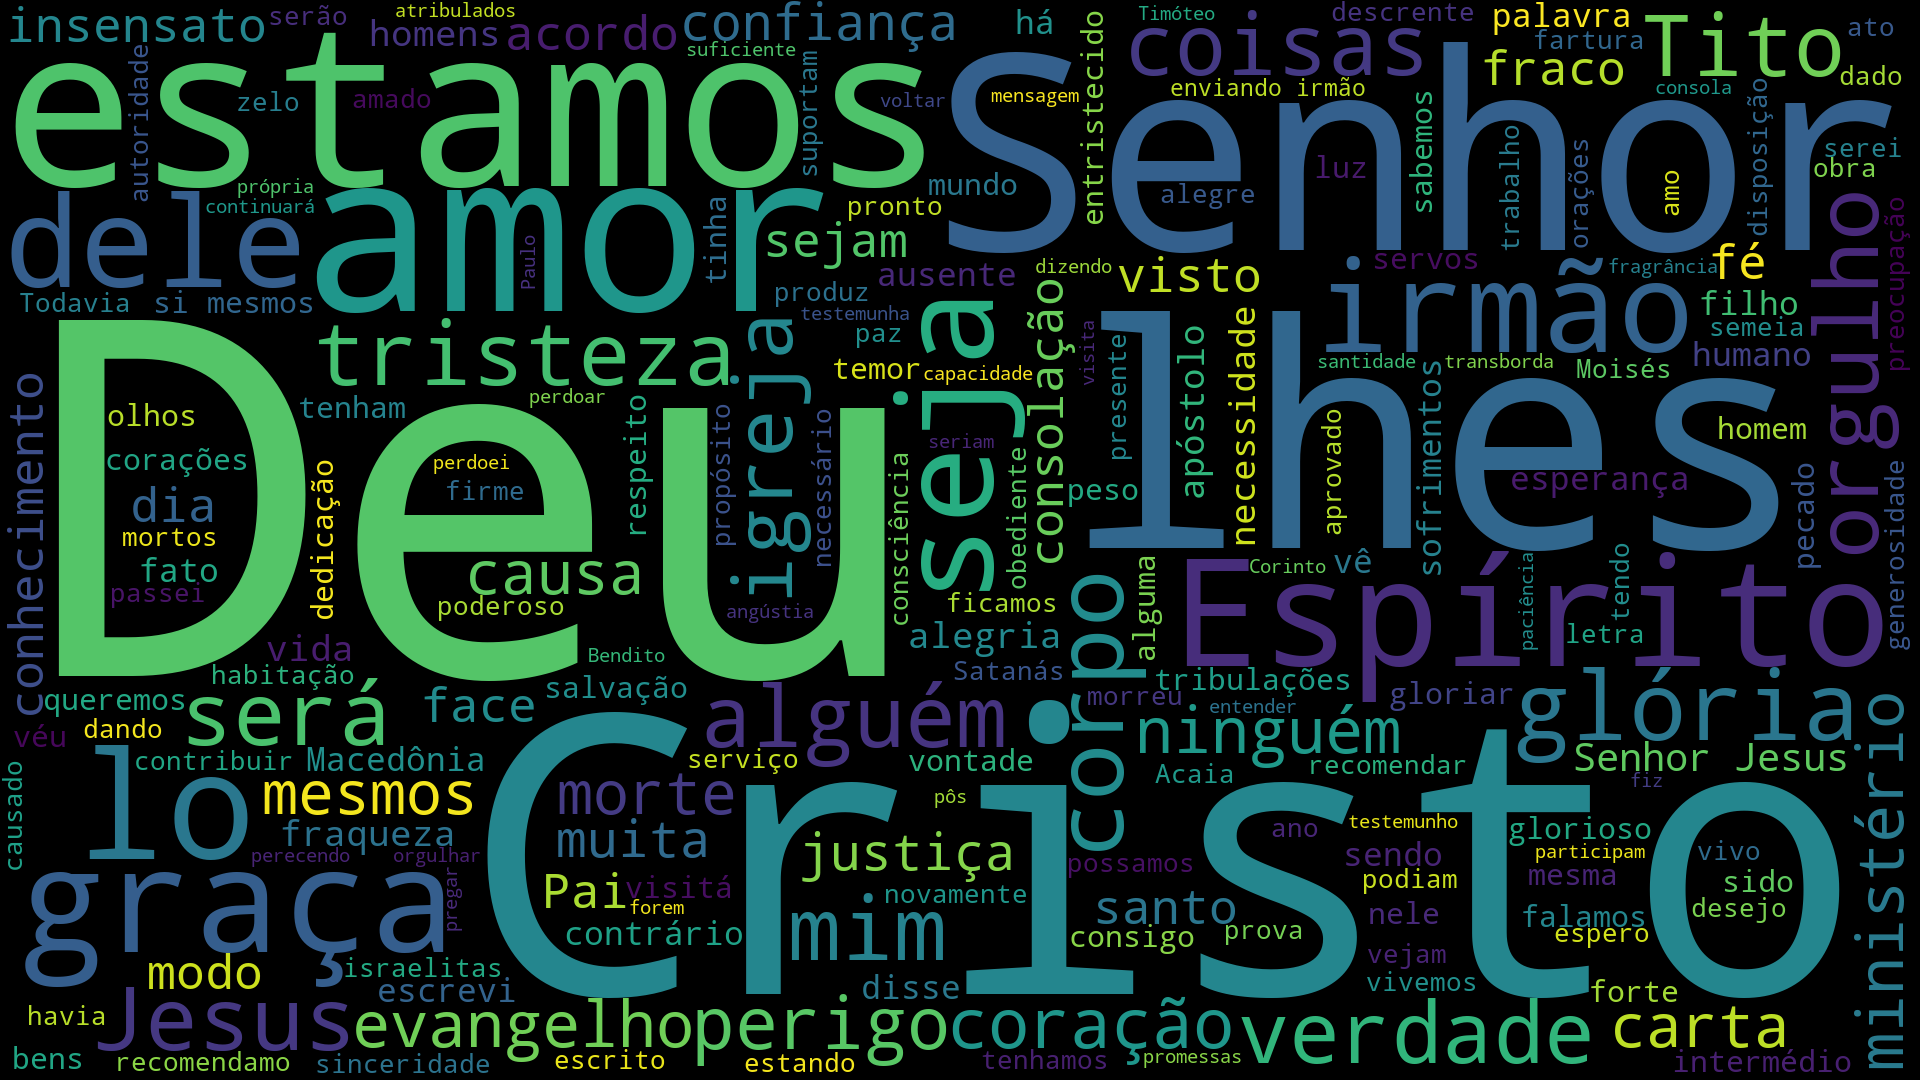 insensato
serão
atribulados
homens
acordo
confiança
há
Timóteo
descrente
palavra
Tito
ato
suficiente
coisas
fartura
fraco
dado
estamos
Senhor
autoridade
zelo
amado
suportam
voltar
mensagem
entristecido
enviando irmão
sabemos
consola
disposição
trabalho
orações
serei
obra
luz
amo
alegre
própria
continuará
dele
amor
mundo
pronto
tinha
sejam
Paulo
ausente
dizendo
visto
servos
fragrância
fé
orgulho
preocupação
Todavia
si mesmos
produz
testemunha
paz
seja
consolação
irmão
filho
semeia
humano
Deu
tristeza
igreja
temor
capacidade
visita
presente
apóstolo
necessidade
lhes
santidade
transborda
Moisés
conhecimento
olhos
tenham
perdoar
respeito
propósito
necessário
seriam
obediente
aprovado
sofrimentos
homem
corações
perdoei
firme
dia
dedicação
consciência
peso
esperança
pecado
generosidade
mortos
fato
passei
causa
poderoso
angústia
ficamos
corpo
alguma
Corinto
vê
Espírito
paciência
tendo
letra
vida
habitação
Bendito
alegria
Satanás
queremos
será
face
salvação
alguém
morreu
tribulações
entender
gloriar
glória
ministério
véu
dando
contribuir
Macedônia
serviço
vontade
ninguém
Acaia
recomendar
Senhor Jesus
fiz
causado
lo
mesmos
morte
Cristo
pôs
fraqueza
muita
justiça
ano
testemunho
glorioso
participam
vivo
perecendo
orgulhar
possamos
sendo
podiam
mesma
sido
graça
pregar
Pai
visitá
forem
mim
novamente
santo
nele
falamos
desejo
contrário
consigo
prova
espero
modo
israelitas
escrevi
disse
vejam
vivemos
forte
havia
Jesus
evangelho
perigo
coração
verdade
carta
bens
recomendamo
sinceridade
escrito
estando
tenhamos
promessas
intermédio